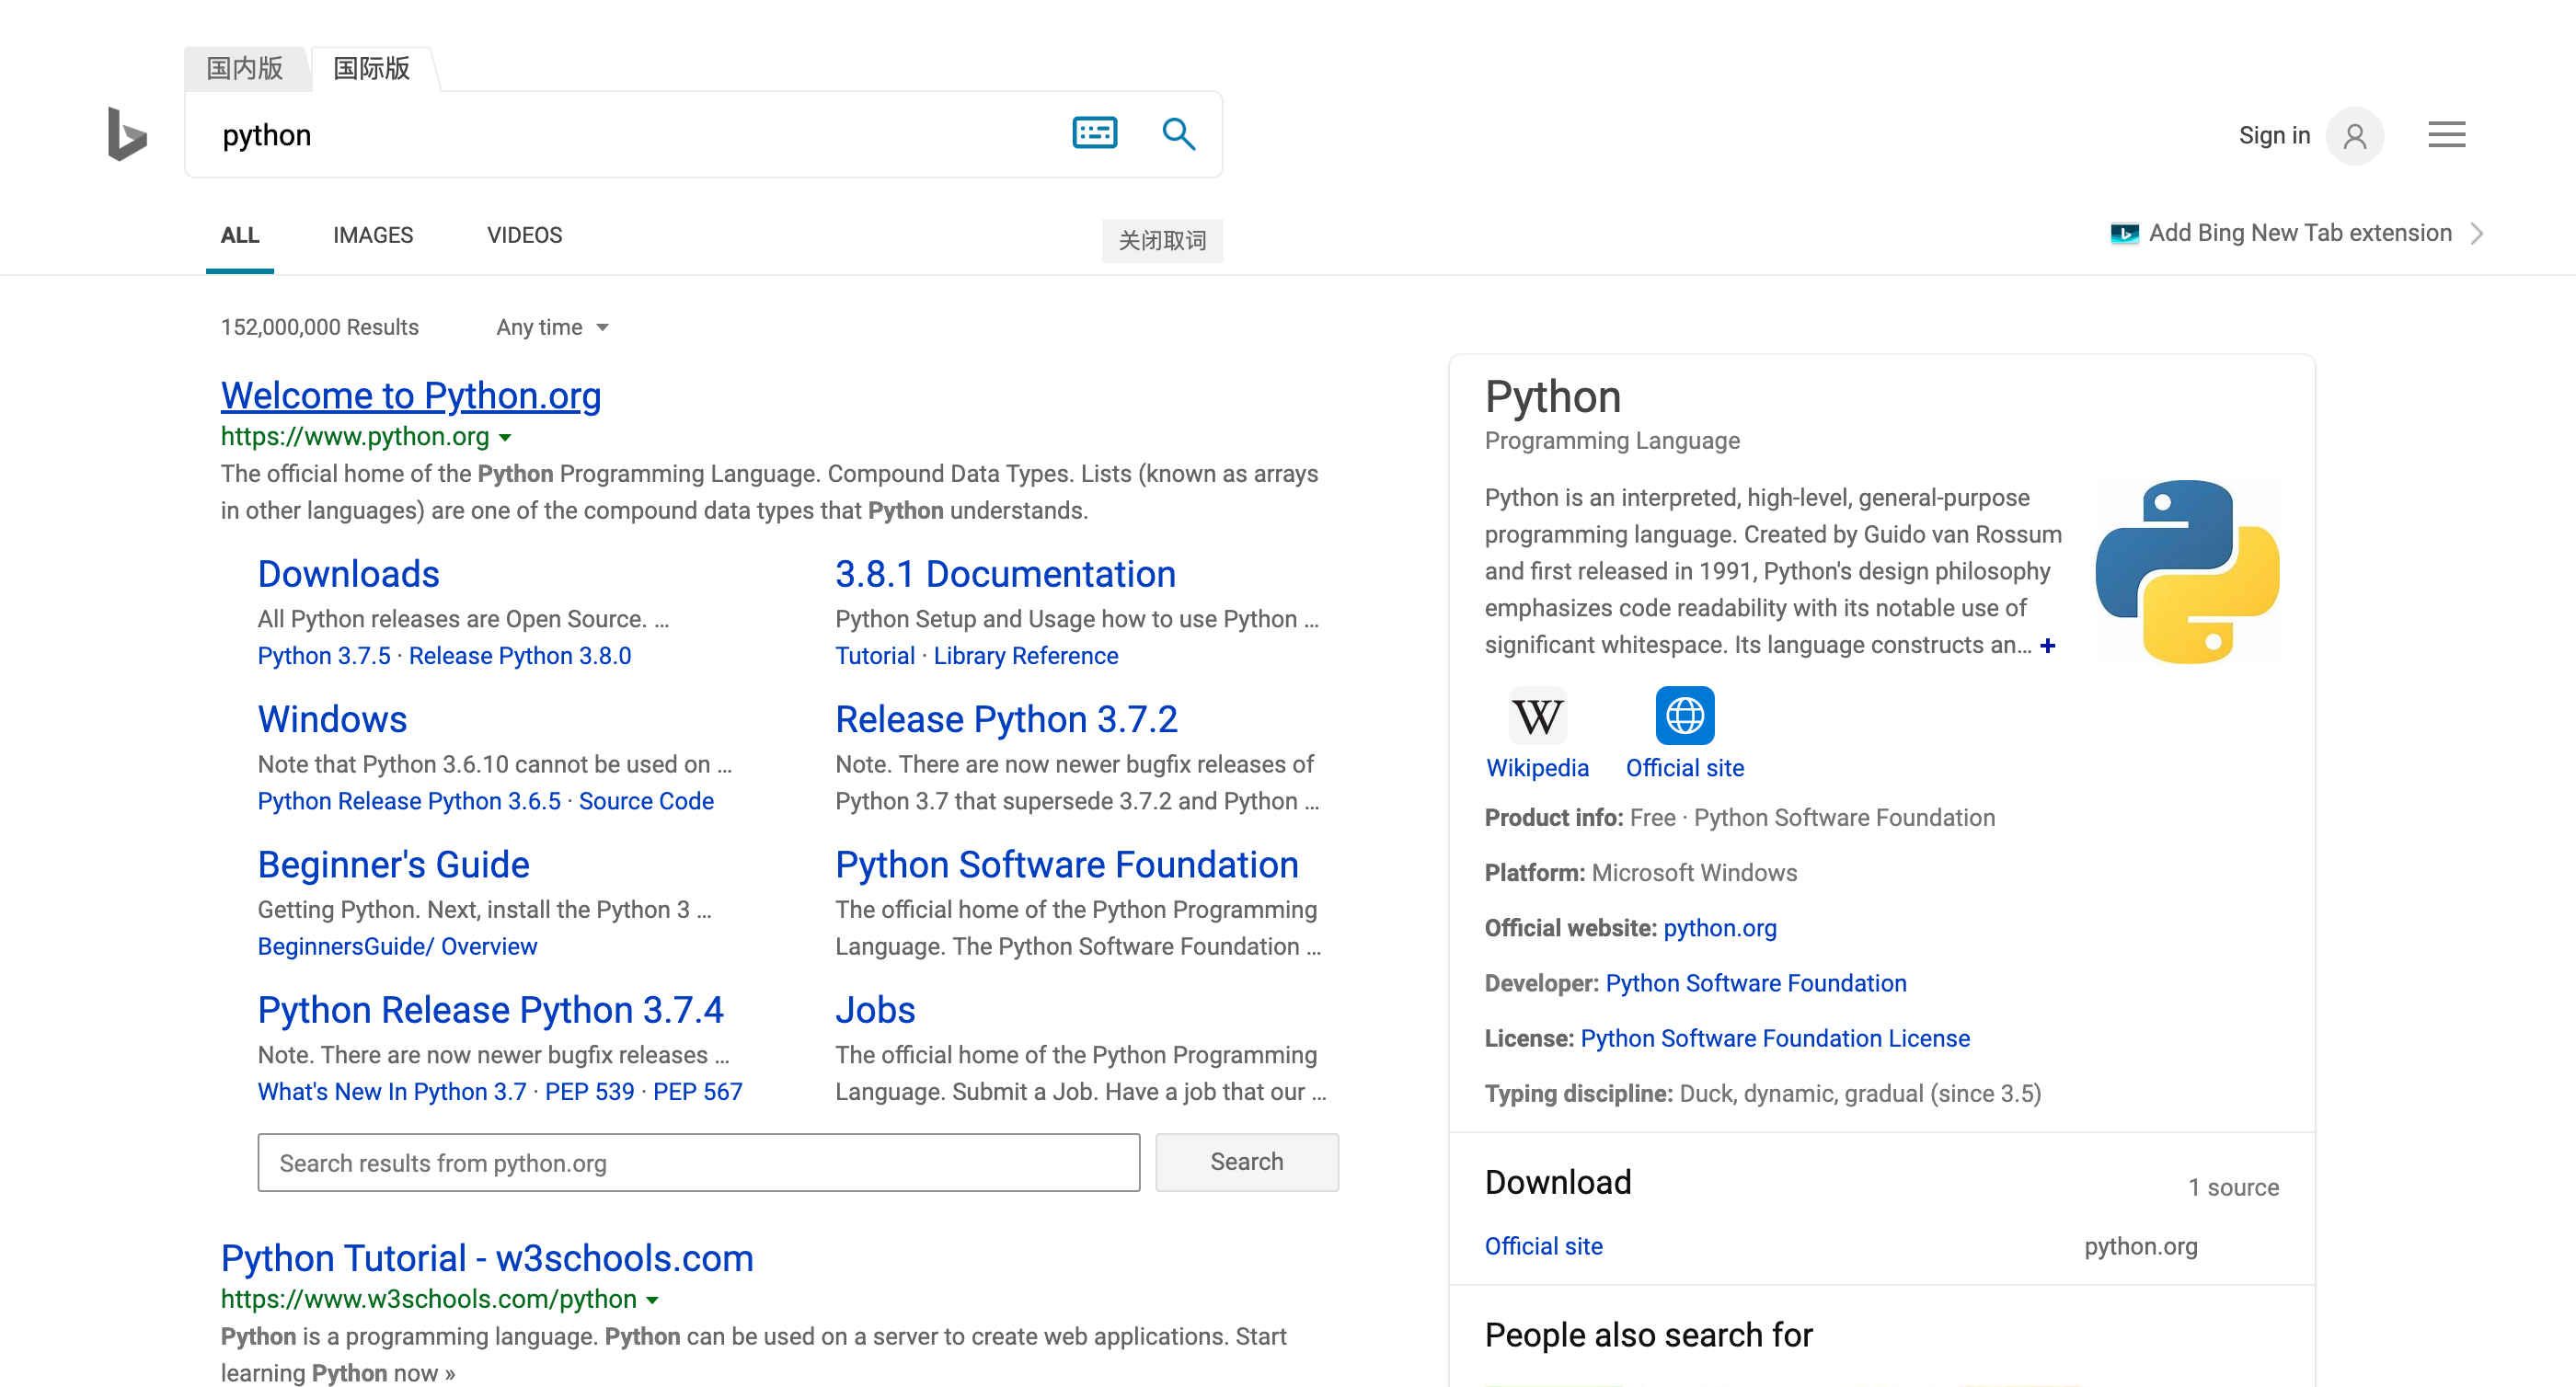 国内版 国际版
python
Sign in
ALL IMAGES VIDEOS
关闭取词
Add Bing New Tab extension
152,000,000 Results Any time
Welcome to Python.org
https://www.python.org
The official home of the Python Programming Language. Compound Data Types. Lists (known as arrays
in other languages) are one of the compound data types that Python understands.
Downloads
All Python releases are Open Source. ...
Python 3.7.5 · Release Python 3.8.0
3.8.1 Documentation
Python Setup and Usage how to use Python ...
Tutorial · Library Reference
Windows
Note that Python 3.6.10 cannot be used on ...
Python Release Python 3.6.5 · Source Code
Release Python 3.7.2
Note. There are now newer bugfix releases of
Python 3.7 that supersede 3.7.2 and Python ...
Beginner's Guide
Getting Python. Next, install the Python 3 ...
BeginnersGuide/ Overview
Python Software Foundation
The official home of the Python Programming
Language. The Python Software Foundation ...
Python Release Python 3.7.4
Note. There are now newer bugfix releases ...
What's New In Python 3.7 · PEP 539 · PEP 567
Jobs
The official home of the Python Programming
Language. Submit a Job. Have a job that our ...
Search results from python.org
Search
Python Tutorial - w3schools.com
https://www.w3schools.com/python
Python is a programming language. Python can be used on a server to create web applications. Start
learning Python now »
Python
Programming Language
Python is an interpreted, high-level, general-purpose
programming language. Created by Guido van Rossum
and first released in 1991, Python's design philosophy
emphasizes code readability with its notable use of
significant whitespace. Its language constructs an... +
W
Wikipedia Official site
Product info: Free · Python Software Foundation
Platform: Microsoft Windows
Official website: python.org
Developer: Python Software Foundation
License: Python Software Foundation License
Typing discipline: Duck, dynamic, gradual (since 3.5)
Download 1 source
Official site python.org
People also search for